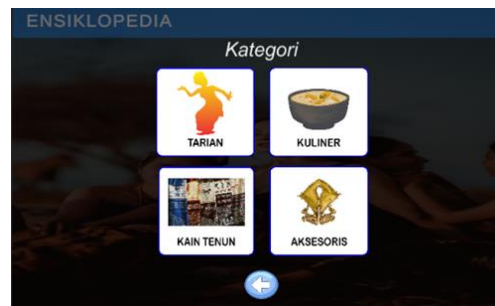 ENSIKLOPEDIA
Kategori
TARIAN
KULINER
KAIN TENUN
AKSESORIS